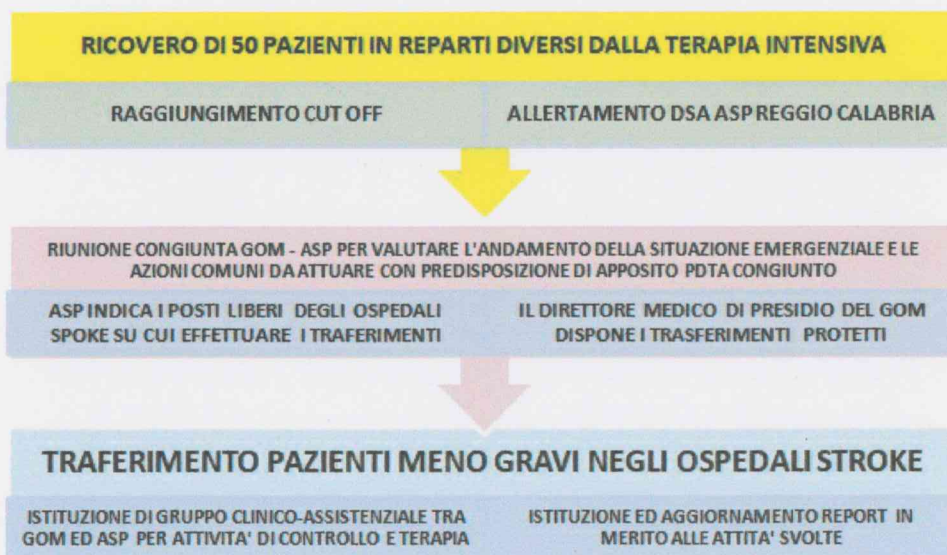 RICOVERO DI 50 PAZIENTI IN REPARTI DIVERSI DALLA TERAPIA INTENSIVA
RAGGIUNGIMENTO CUT OFF
ALLERTAMENTO DSA ASP REGGIO CALABRIA
RIUNIONE CONGIUNTA GOM - ASP PER VALUTARE L'ANDAMENTO DELLA SITUAZIONE EMERGENZIALE E LE
AZIONI COMUNI DA ATTUARE CON PREDISPOSIZIONE DI APPOSITO PDTA CONGIUNTO
ASP INDICA I POSTI LIBERI DEGLI OSPEDALI
SPOKE SU CUI EFFETTUARE I TRAFERIMENTI
IL DIRETTORE MEDICO DI PRESIDIO DEL GOM
DISPONE I TRASFERIMENTI PROTETTI
TRAFERIMENTO PAZIENTI MENO GRAVI NEGLI OSPEDALI STROKE
ISTITUZIONE DI GRUPPO CLINICO-ASSISTENZIALE TRA
GOM ED ASP PER ATTIVITA' DI CONTROLLO E TERAPIA
ISTITUZIONE ED AGGIORNAMENTO REPORT IN
MERITO ALLE ATTITA' SVOLTE